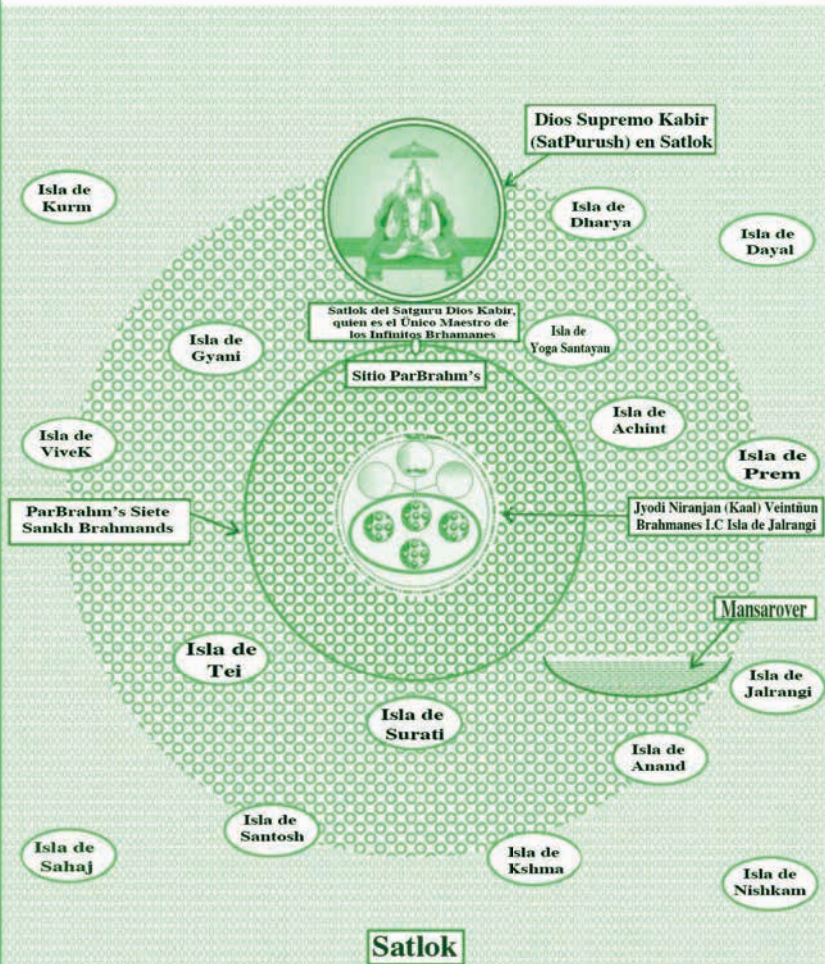 Dios Supremo Kabir
(SatPurush) en Satlok
Isla de
Kurm
Isla de
Dharya
Isla de
Dayal
Satlok del Satguru Dios Kabir,
quien es el Único Maestro de
los Infinitos Brhamanes
Isla de
Yoga Santayan
Isla de
Gyani
Sitio ParBrahm's
Isla de
Achint
Isla de
ViveK
Isla de
Prem
ParBrahm's Siete
Sankh Brahmands
Jyodi Niranjan (Kaal) Veintñun
Brahmanes I.C Isla de Jalrangi
Mansarover
Isla de
Tei
Isla de
Jalrangi
Isla de
Surati
Isla de
Anand
Isla de
Santosh
Isla de
Sahaj
Isla de
Kshma
Isla de
Nishkam
Satlok